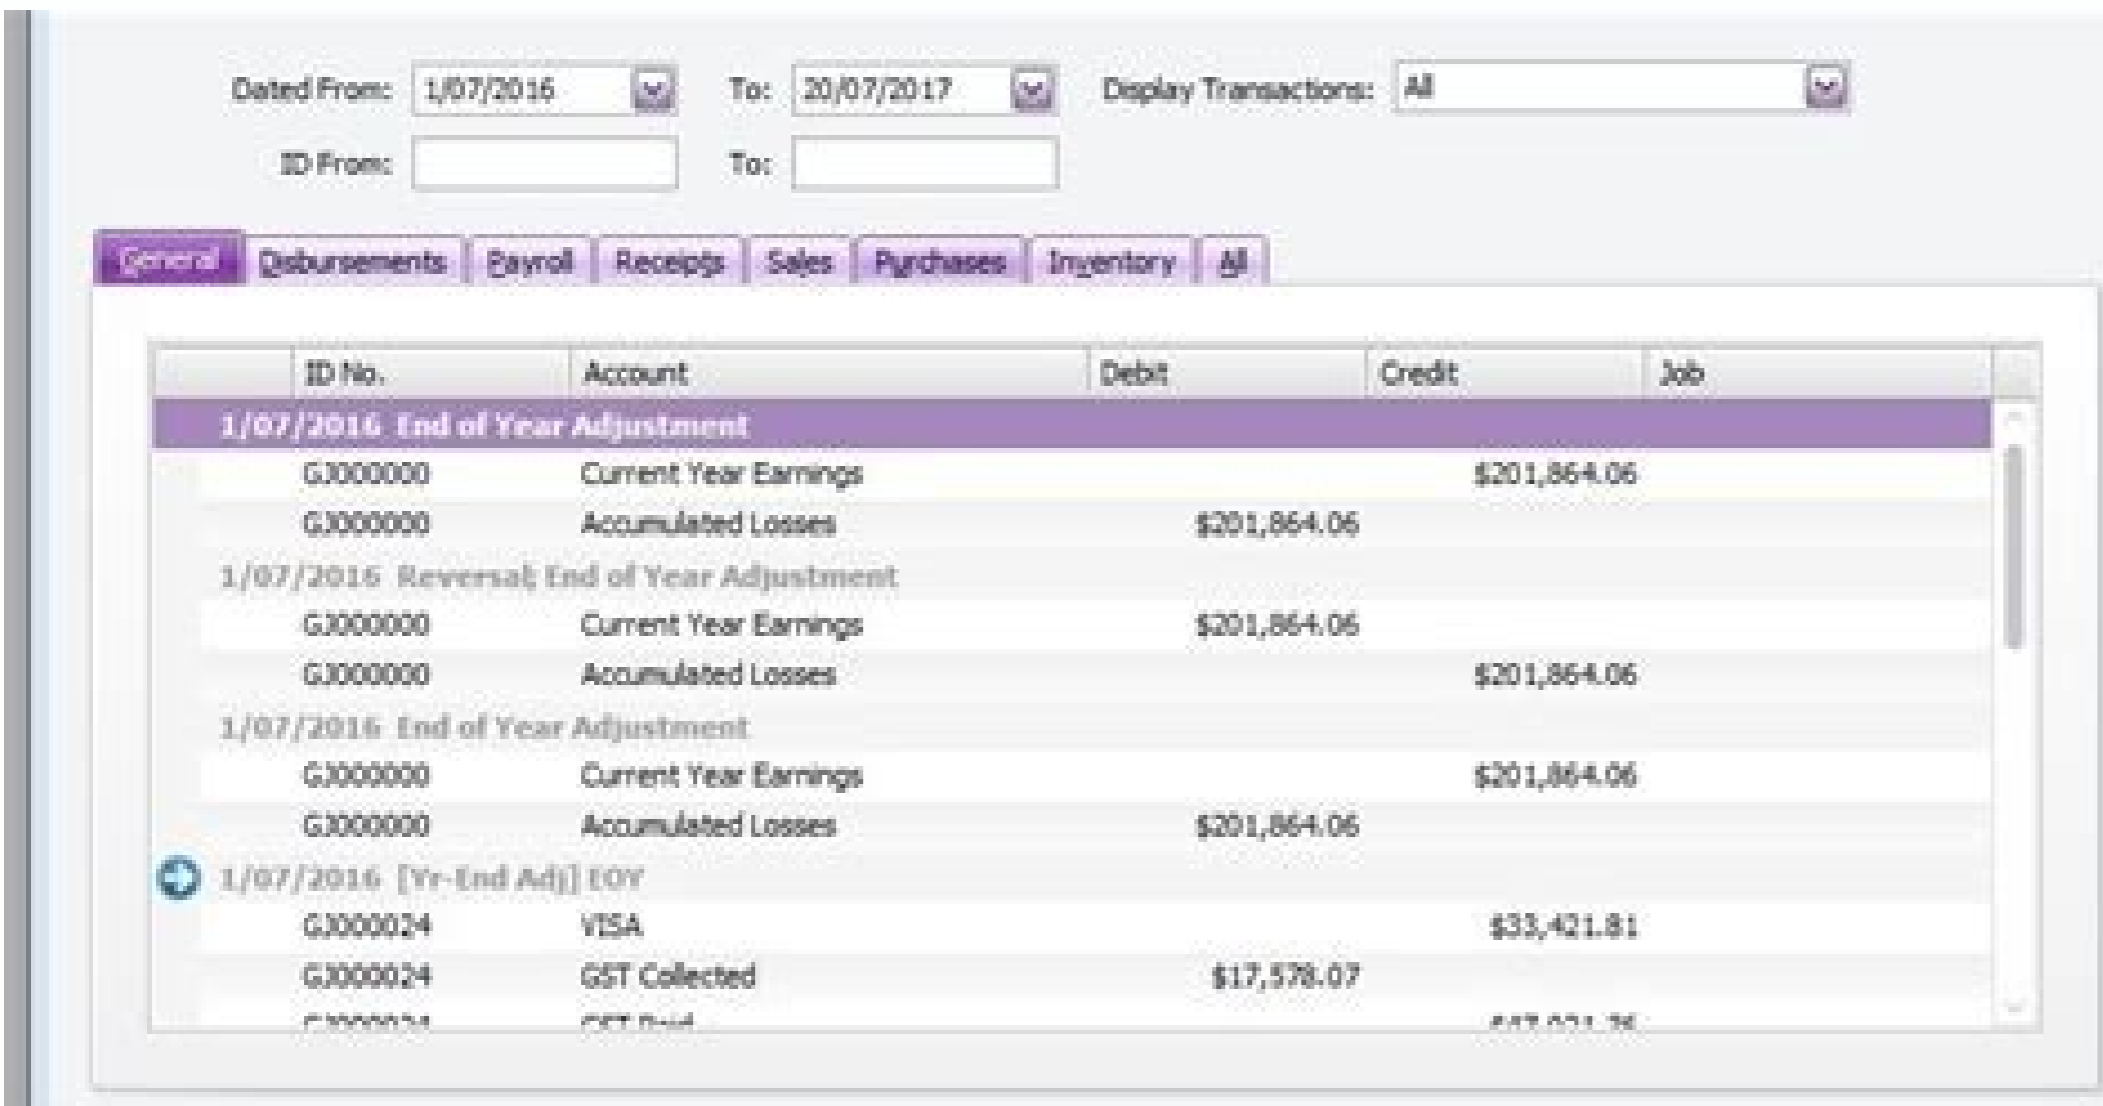 Dated From: 1/07/2016 To: 20/07/2017 Display Transactions: All
ID From: To:
General Disbursements Payroll Receipts Sales Purchases Inventory All
ID No. Account Debit Credit Job
1/07/2016 End of Year Adjustment
GJ000000 Current Year Earnings $201,864.06
GJ000000 Accumulated Losses $201,864.06
1/07/2016 Reversal; End of Year Adjustment
GJ000000 Current Year Earnings $201,864.06
GJ000000 Accumulated Losses $201,864.06
1/07/2016 End of Year Adjustment
GJ000000 Current Year Earnings $201,864.06
GJ000000 Accumulated Losses $201,864.06
1/07/2016 [Yr-End Adj] EOY
GJ000024 VISA $33,421.81
GJ000024 GST Collected $17,578.07
GJ000024 GST Paid